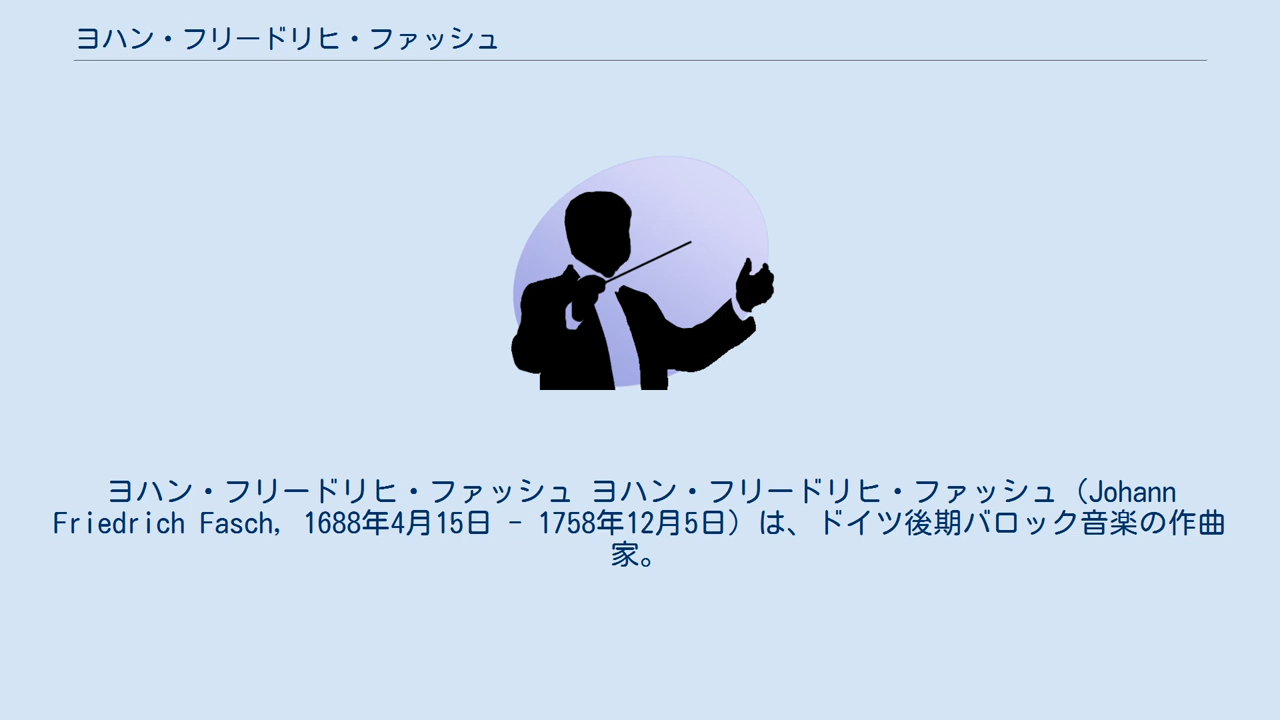 ヨハン・フリードリヒ・ファッシュ
ヨハン・フリードリヒ・ファッシュ ヨハン・フリードリヒ・ファッシュ（Johann
Friedrich Fasch, 1688年4月15日 - 1758年12月5日）は、ドイツ後期バロック音楽の作曲
家。